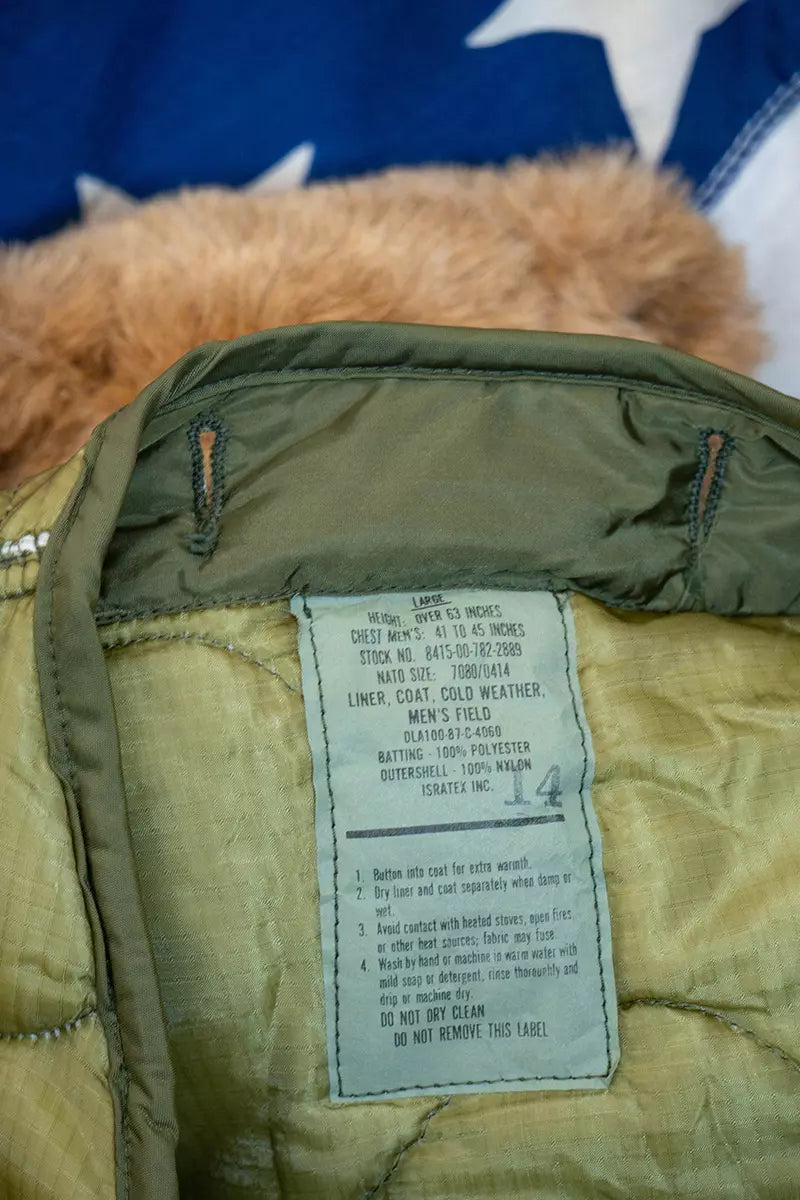 LARGE
HEIGHT: OVER 63 INCHES
CHEST MEN'S: 41 TO 45 INCHES
STOCK NO. 8415-00-782-2889
NATO SIZE: 7080/0414
LINER, COAT, COLD WEATHER,
MEN'S FIELD
DLA100-87-C-4060
BATTING - 100% POLYESTER
OUTERSHELL - 100% NYLON
ISRATEX INC.
14
1. Button into coat for extra warmth.
2. Dry liner and coat separately when damp or
wet.
3. Avoid contact with heated stoves, open fires
or other heat sources; fabric may fuse.
4. Wash by hand or machine in warm water with
mild soap or detergent, rinse thoroughly and
drip or machine dry.
DO NOT DRY CLEAN
DO NOT REMOVE THIS LABEL